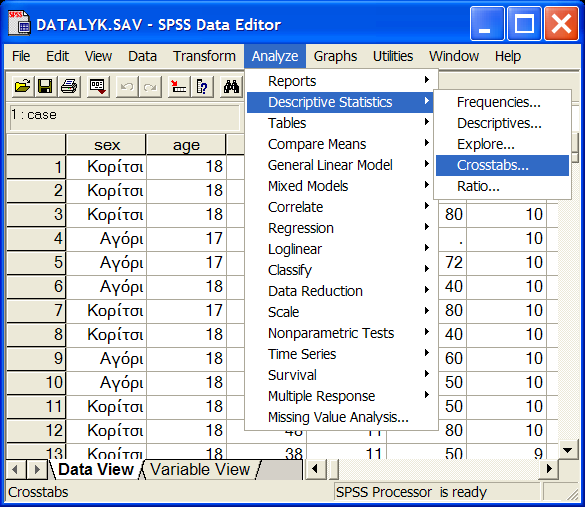 DATALYK.SAV - SPSS Data Editor
File Edit View Data Transform Analyze Graphs Utilities Window Help
1 : case
Reports
Descriptive Statistics
Tables
Compare Means
General Linear Model
Mixed Models
Correlate
Regression
Loglinear
Classify
Data Reduction
Scale
Nonparametric Tests
Time Series
Survival
Multiple Response
Missing Value Analysis...
Frequencies...
Descriptives...
Explore...
Crosstabs...
Ratio...
sex age
1 Κορίτσι 18
2 Κορίτσι 18
3 Κορίτσι 18 80 10
4 Αγόρι 17 . 10
5 Αγόρι 17 72 10
6 Αγόρι 18 40 10
7 Κορίτσι 17 80 10
8 Κορίτσι 18 40 10
9 Αγόρι 18 60 10
10 Αγόρι 18 50 10
11 Κορίτσι 18 50 10
12 Κορίτσι 18 80 10
13 Κορίτσι 18 38 11 50 9
Data View Variable View
Crosstabs SPSS Processor is ready